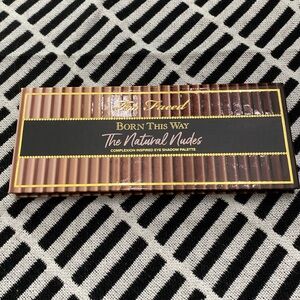 Too Faced
BORN THIS WAY
The Natural Nudes
COMPLEXION INSPIRED EYE SHADOW PALETTE